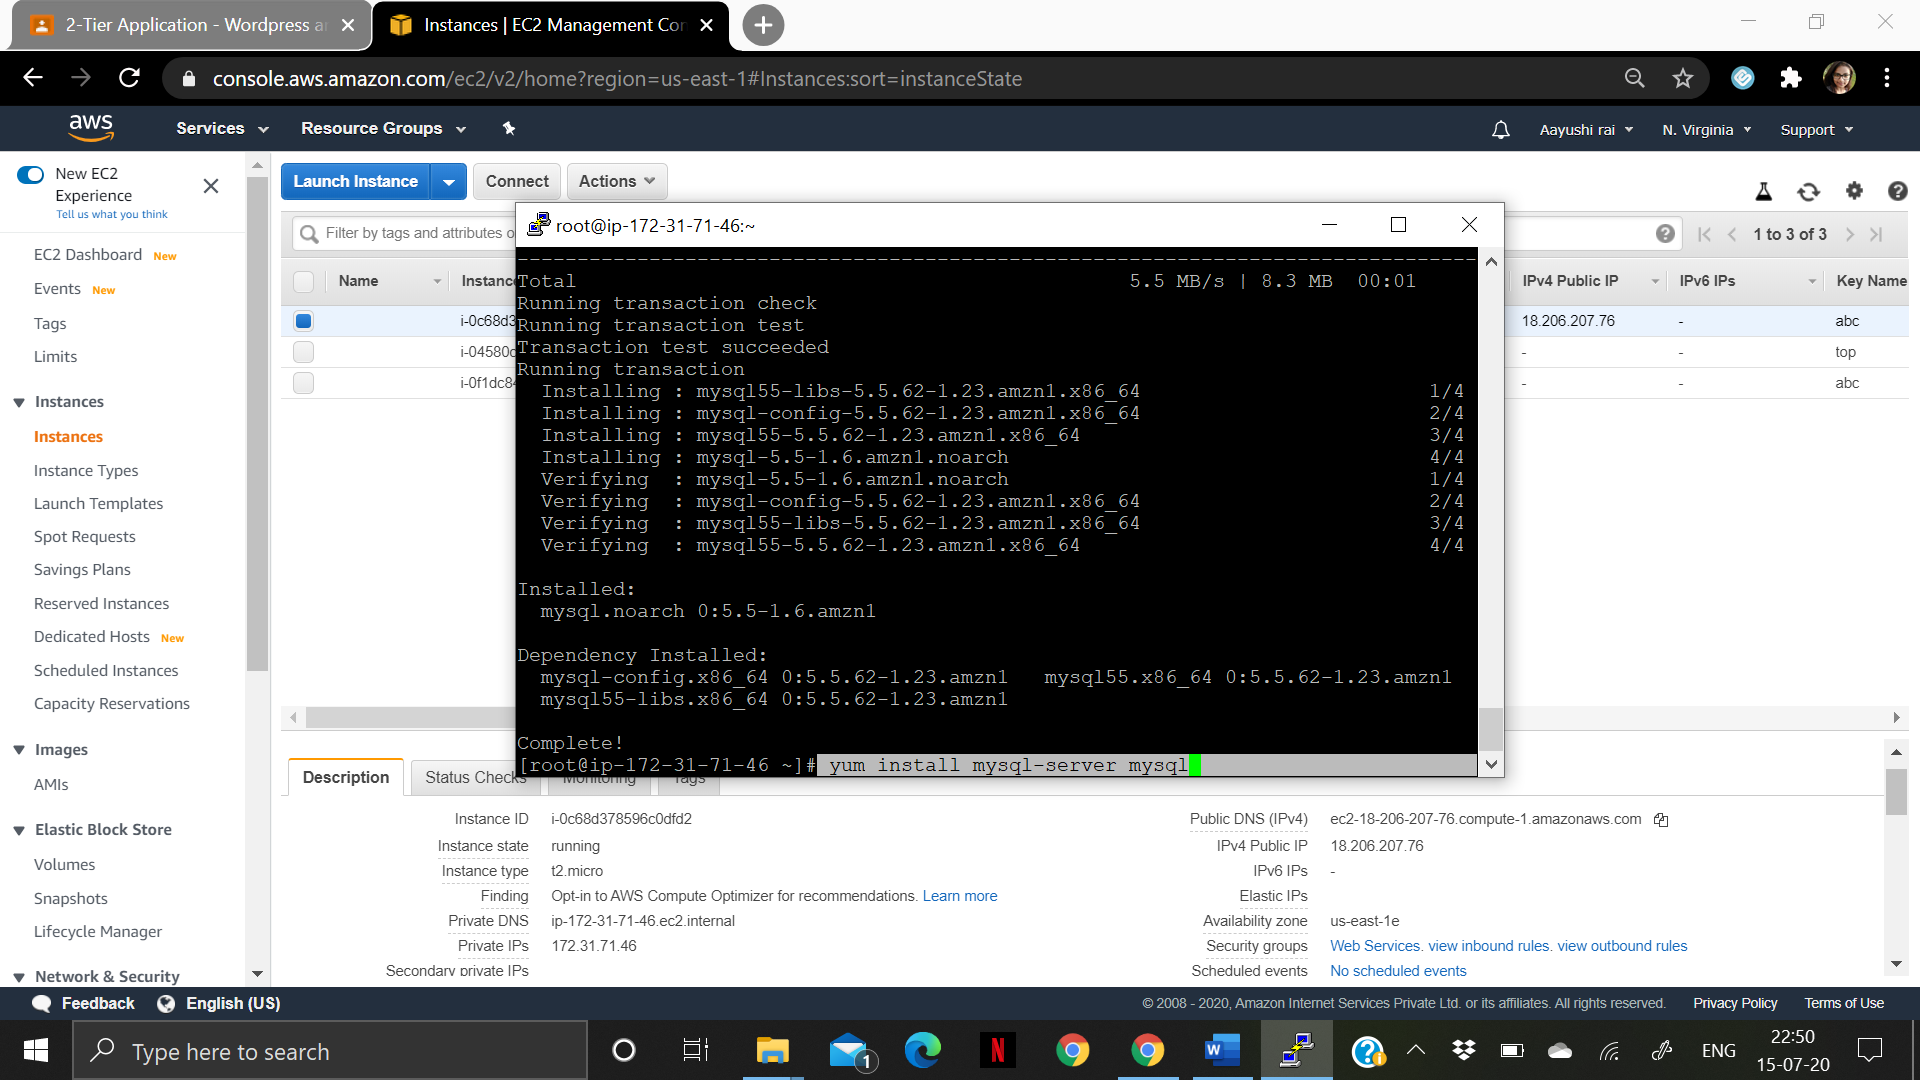 2-Tier Application - Wordpress a
Instances | EC2 Management Con
console.aws.amazon.com/ec2/v2/home?region=us-east-1#Instances:sort=instanceState
aws
Services
Resource Groups
Aayushi rai
N. Virginia
Support
New EC2
Experience
Tell us what you think
EC2 Dashboard New
Events New
Tags
Limits
Instances
Instances
Instance Types
Launch Templates
Spot Requests
Savings Plans
Reserved Instances
Dedicated Hosts New
Scheduled Instances
Capacity Reservations
Images
AMIs
Elastic Block Store
Volumes
Snapshots
Lifecycle Manager
Network & Security
Launch Instance
Connect
Actions
Filter by tags and attributes o
1 to 3 of 3
Name
Instanc
IPv4 Public IP
IPv6 IPs
Key Name
i-0c68d3
18.206.207.76
-
abc
i-04580
-
-
top
i-0f1dc8
-
-
abc
root@ip-172-31-71-46:~
--------------------------------------------------------------------------------
Total 5.5 MB/s | 8.3 MB 00:01
Running transaction check
Running transaction test
Transaction test succeeded
Running transaction
Installing : mysql55-libs-5.5.62-1.23.amzn1.x86_64 1/4
Installing : mysql-config-5.5.62-1.23.amzn1.x86_64 2/4
Installing : mysql55-5.5.62-1.23.amzn1.x86_64 3/4
Installing : mysql-5.5-1.6.amzn1.noarch 4/4
Verifying : mysql-5.5-1.6.amzn1.noarch 1/4
Verifying : mysql-config-5.5.62-1.23.amzn1.x86_64 2/4
Verifying : mysql55-libs-5.5.62-1.23.amzn1.x86_64 3/4
Verifying : mysql55-5.5.62-1.23.amzn1.x86_64 4/4
Installed:
mysql.noarch 0:5.5-1.6.amzn1
Dependency Installed:
mysql-config.x86_64 0:5.5.62-1.23.amzn1 mysql55.x86_64 0:5.5.62-1.23.amzn1
mysql55-libs.x86_64 0:5.5.62-1.23.amzn1
Complete!
[root@ip-172-31-71-46 ~]# yum install mysql-server mysql
Description
Status Checks
Monitoring
Tags
Instance ID i-0c68d378596c0dfd2
Instance state running
Instance type t2.micro
Finding Opt-in to AWS Compute Optimizer for recommendations. Learn more
Private DNS ip-172-31-71-46.ec2.internal
Private IPs 172.31.71.46
Secondary private IPs
Public DNS (IPv4) ec2-18-206-207-76.compute-1.amazonaws.com
IPv4 Public IP 18.206.207.76
IPv6 IPs -
Elastic IPs
Availability zone us-east-1e
Security groups Web Services. view inbound rules. view outbound rules
Scheduled events No scheduled events
Feedback
English (US)
© 2008 - 2020, Amazon Internet Services Private Ltd. or its affiliates. All rights reserved.
Privacy Policy
Terms of Use
Type here to search
1
ENG
22:50
15-07-20